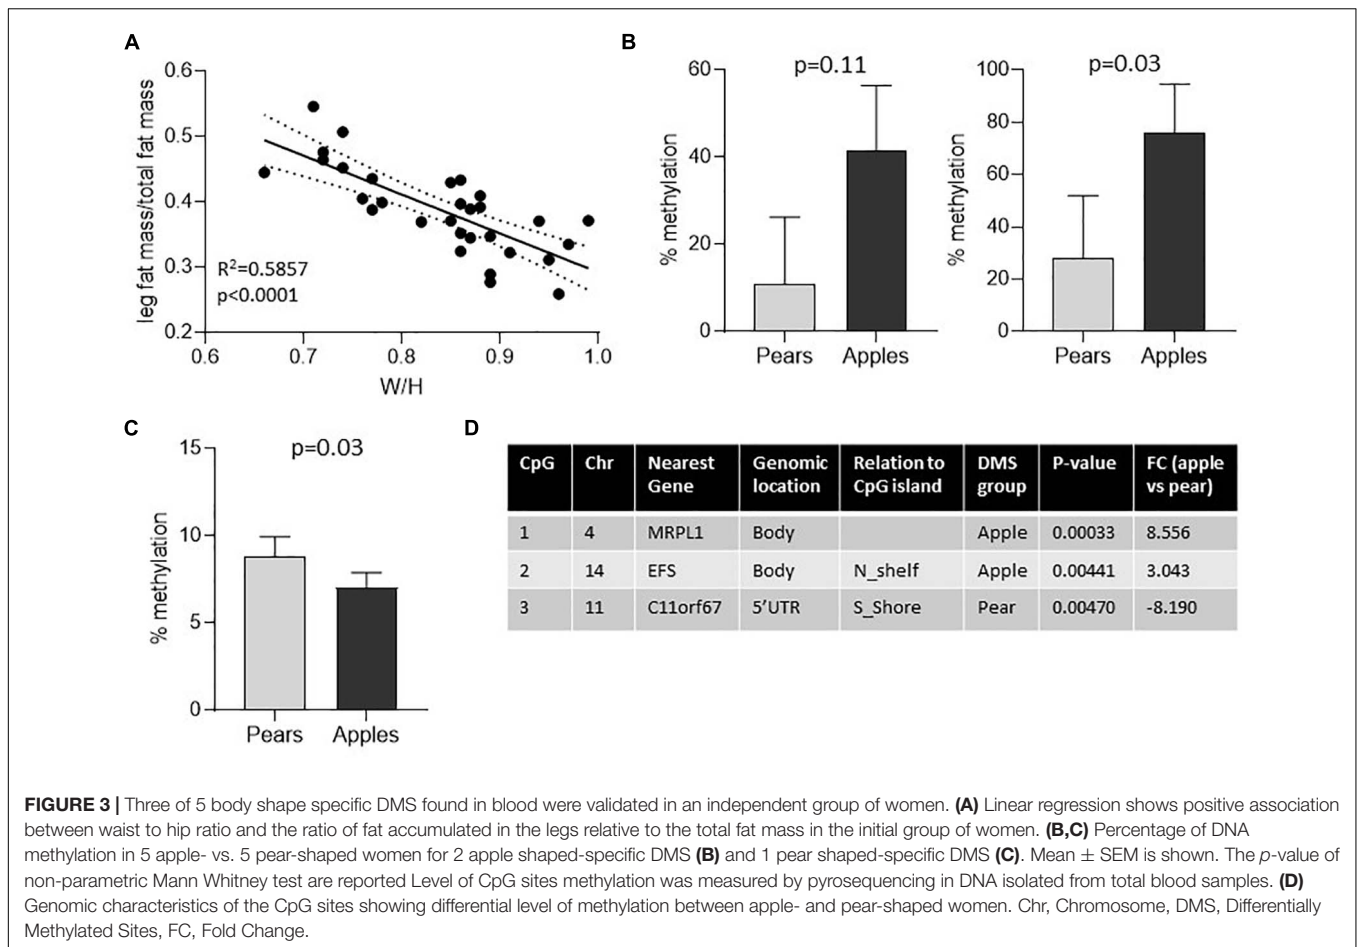 A
leg fat mass/total fat mass
0.6
0.5
0.4
0.3
0.2
R²=0.5857
p<0.0001
0.6 0.7 0.8 0.9 1.0
W/H
B
p=0.11
% methylation
60
40
20
0
Pears Apples
p=0.03
% methylation
100
80
60
40
20
0
Pears Apples
C
p=0.03
% methylation
15
10
5
0
Pears Apples
D
CpG Chr Nearest Gene Genomic location Relation to CpG island DMS group P-value FC (apple vs pear)
1 4 MRPL1 Body Apple 0.00033 8.556
2 14 EFS Body N_shelf Apple 0.00441 3.043
3 11 C11orf67 5'UTR S_Shore Pear 0.00470 -8.190
FIGURE 3 | Three of 5 body shape specific DMS found in blood were validated in an independent group of women. (A) Linear regression shows positive association
between waist to hip ratio and the ratio of fat accumulated in the legs relative to the total fat mass in the initial group of women. (B,C) Percentage of DNA
methylation in 5 apple- vs. 5 pear-shaped women for 2 apple shaped-specific DMS (B) and 1 pear shaped-specific DMS (C). Mean ± SEM is shown. The p-value of
non-parametric Mann Whitney test are reported Level of CpG sites methylation was measured by pyrosequencing in DNA isolated from total blood samples. (D)
Genomic characteristics of the CpG sites showing differential level of methylation between apple- and pear-shaped women. Chr, Chromosome, DMS, Differentially
Methylated Sites, FC, Fold Change.